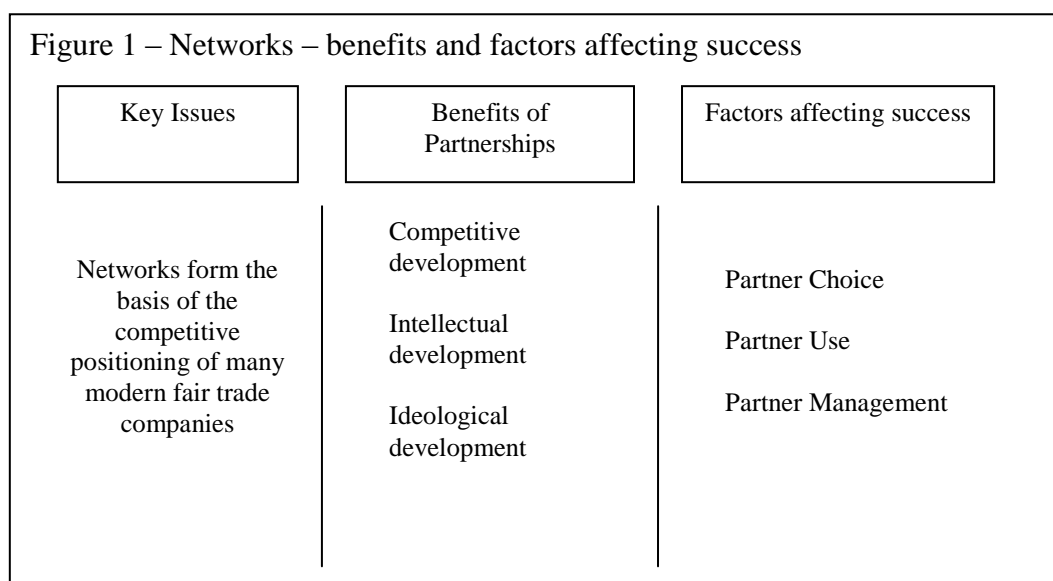 Figure 1 – Networks – benefits and factors affecting success
Key Issues
Benefits of
Partnerships
Factors affecting success
Networks form the
basis of the
competitive
positioning of many
modern fair trade
companies
Competitive
development
Intellectual
development
Ideological
development
Partner Choice
Partner Use
Partner Management